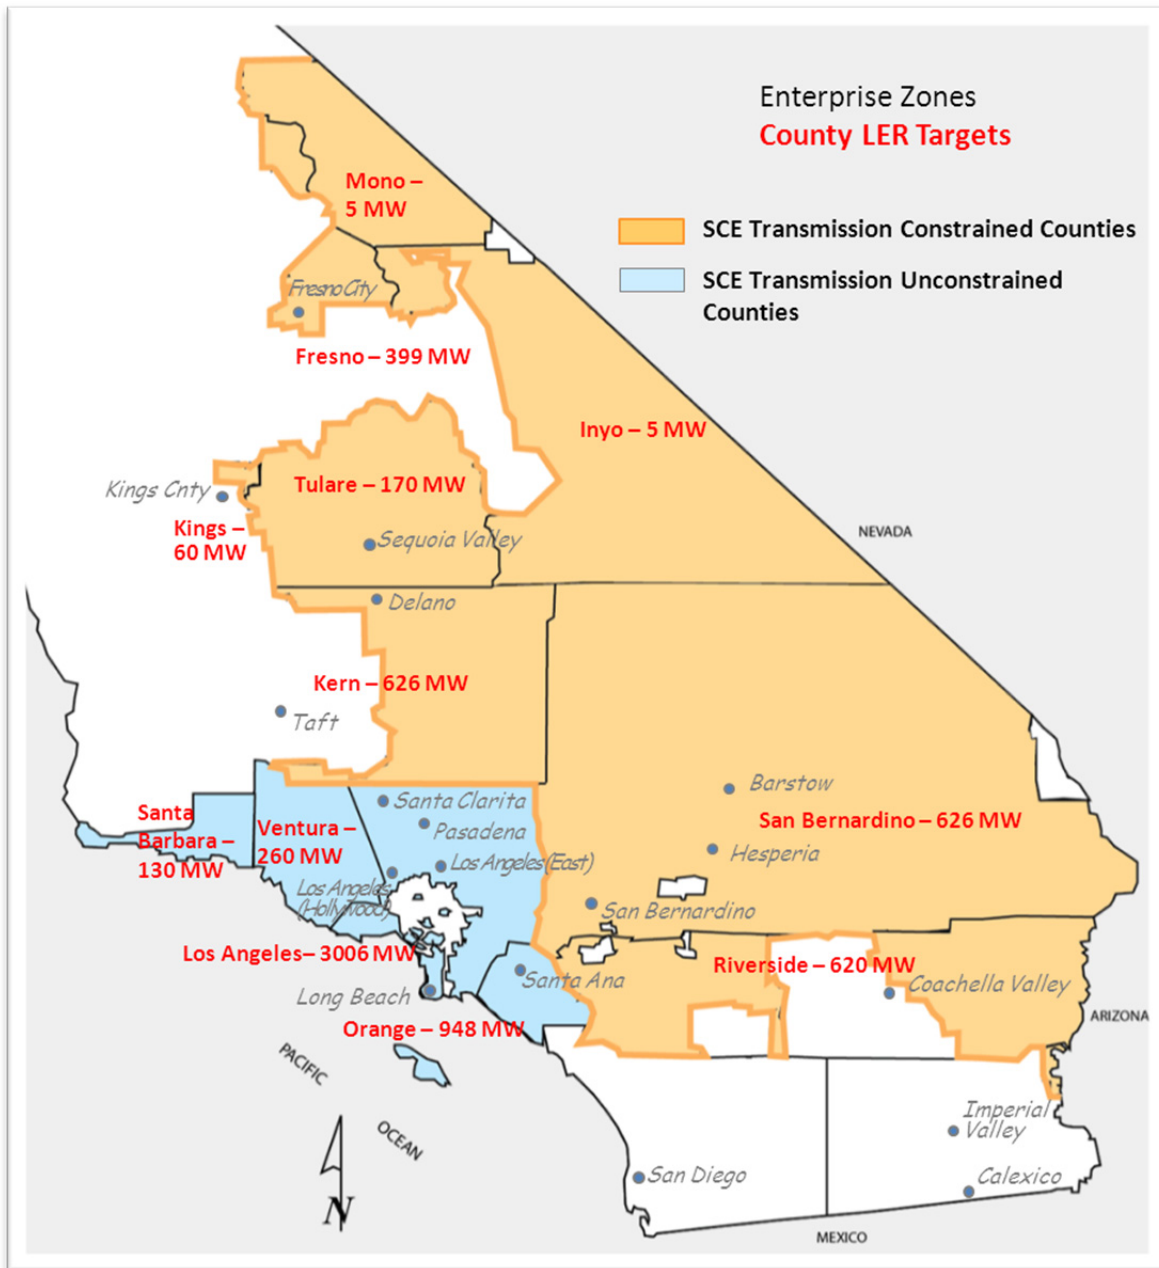 Enterprise Zones
County LER Targets
Mono –
5 MW
SCE Transmission Constrained Counties
SCE Transmission Unconstrained
Counties
Fresno City
Fresno – 399 MW
Inyo – 5 MW
Tulare – 170 MW
Kings Cnty
Kings –
60 MW
Sequoia Valley
NEVADA
Delano
Kern – 626 MW
Taft
Barstow
Santa Clarita
Santa
Barbara –
130 MW
Ventura –
260 MW
Pasadena
San Bernardino – 626 MW
Hesperia
Los Angeles (East)
Los Angeles
(Hollywood)
San Bernardino
Los Angeles– 3006 MW
Riverside – 620 MW
Santa Ana
Coachella Valley
Long Beach
Orange – 948 MW
ARIZONA
PACIFIC
OCEAN
Imperial
Valley
San Diego
Calexico
N
MEXICO